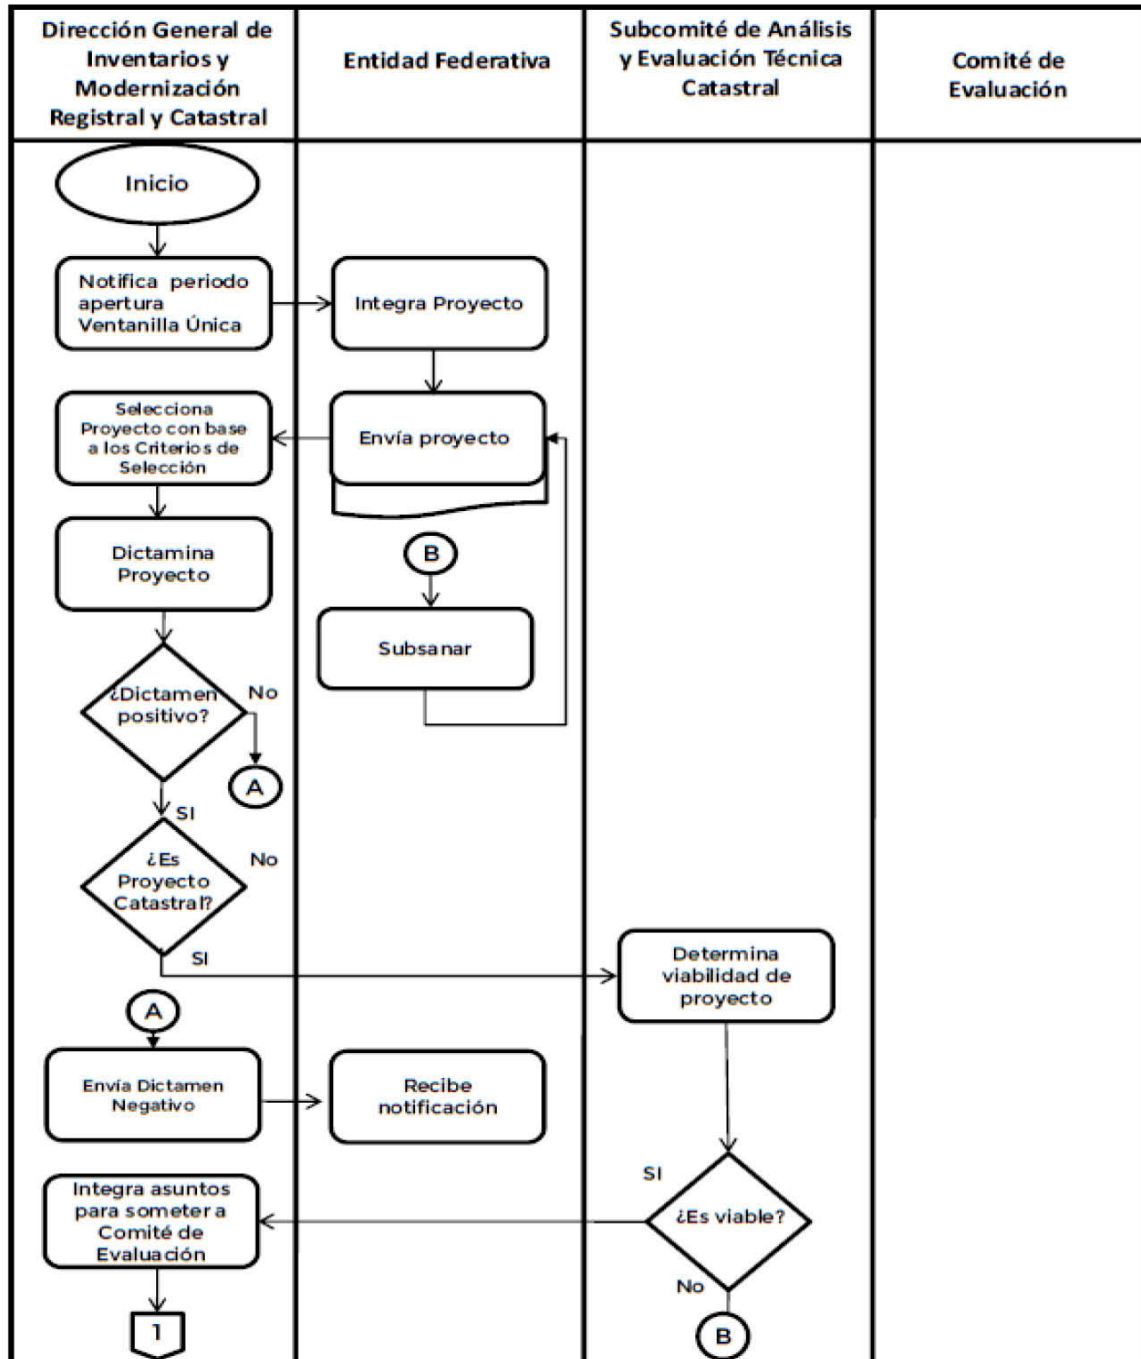 Dirección General de
Inventarios y
Modernización
Registral y Catastral
Entidad Federativa
Subcomité de Análisis
y Evaluación Técnica
Catastral
Comité de
Evaluación
Inicio
Notifica periodo
apertura
Ventanilla Única
Integra Proyecto
Selecciona
Proyecto con base
a los Criterios de
Selección
Envía proyecto
Dictamina
Proyecto
B
Subsanar
¿Dictamen
positivo?
No
A
SI
¿Es
Proyecto
Catastral?
No
SI
Determina
viabilidad de
proyecto
A
Envía Dictamen
Negativo
Recibe
notificación
Integra asuntos
para someter a
Comité de
Evaluación
SI
¿Es viable?
No
1
B